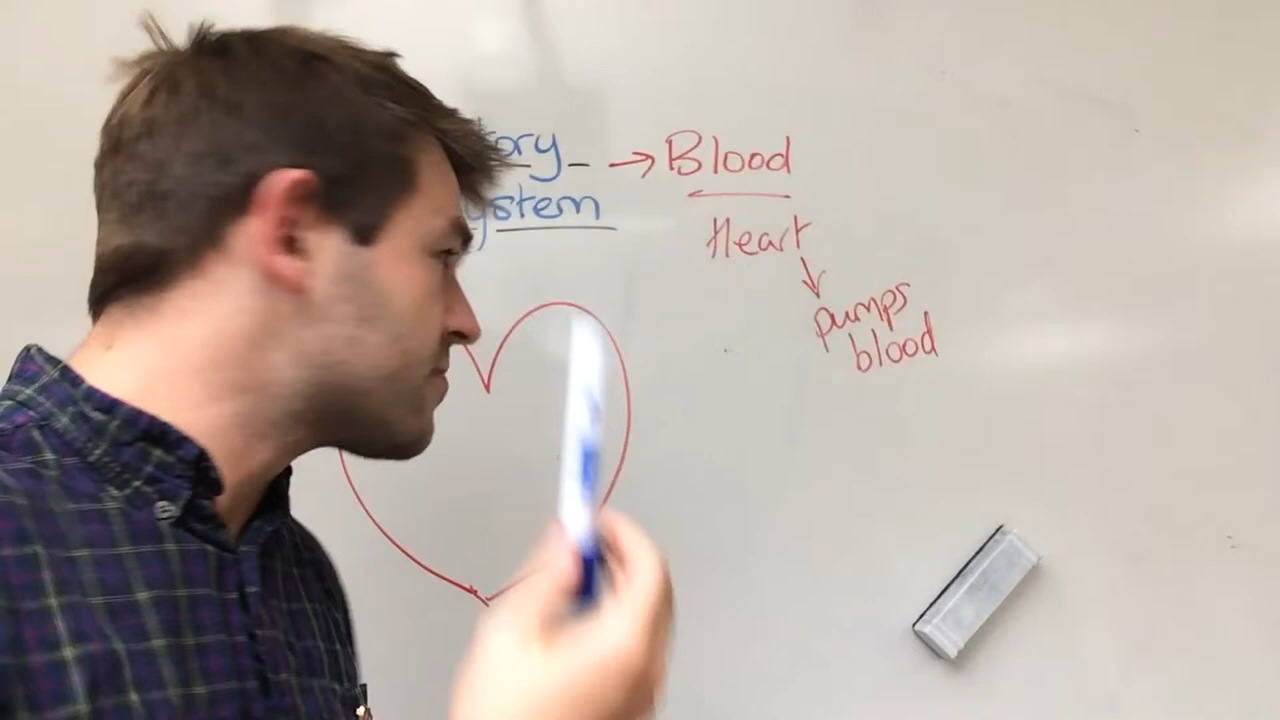 ory → Blood
ystem
Heart
pumps
blood